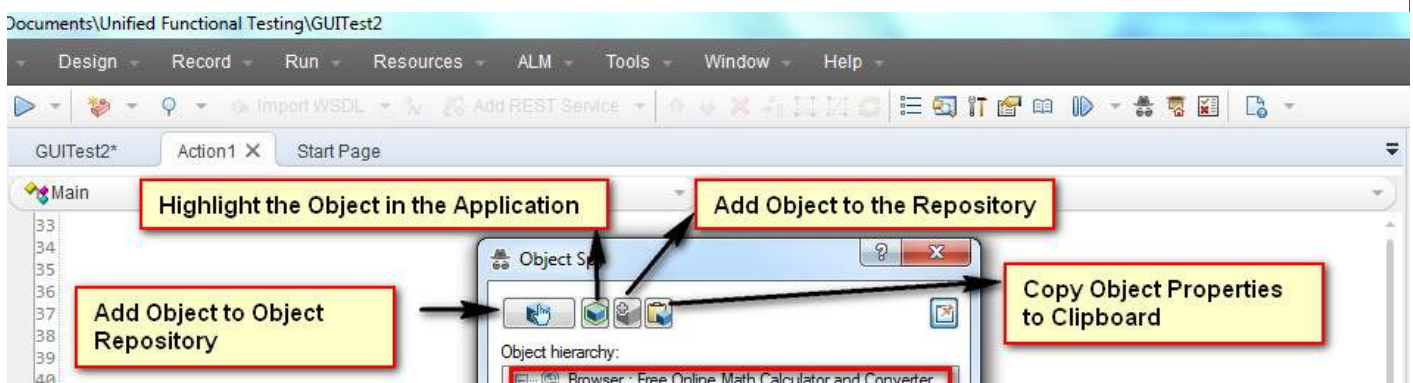 Documents\Unified Functional Testing\GUITest2
Design Record Run Resources ALM Tools Window Help
Import WSDL Add REST Service
GUITest2* Action1 Start Page
Main
Highlight the Object in the Application
Add Object to the Repository
33
34
35
36
37
38
39
40
Object Sp
Add Object to Object
Repository
Copy Object Properties
to Clipboard
Object hierarchy:
Browser : Free Online Math Calculator and Converter